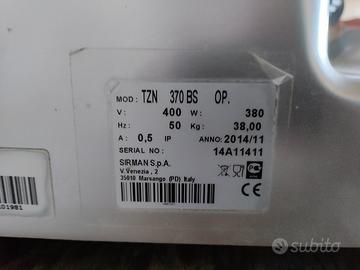 MOD: TZN 370 BS OP.
V: 400 W: 380
Hz: 50 Kg: 38,00
A: 0,5 IP ANNO: 2014/11
SERIAL NO: 14A11411
SIRMAN S.p.A.
V.Venezia , 2
35010 Marsango (PD) Italy
CE
subito